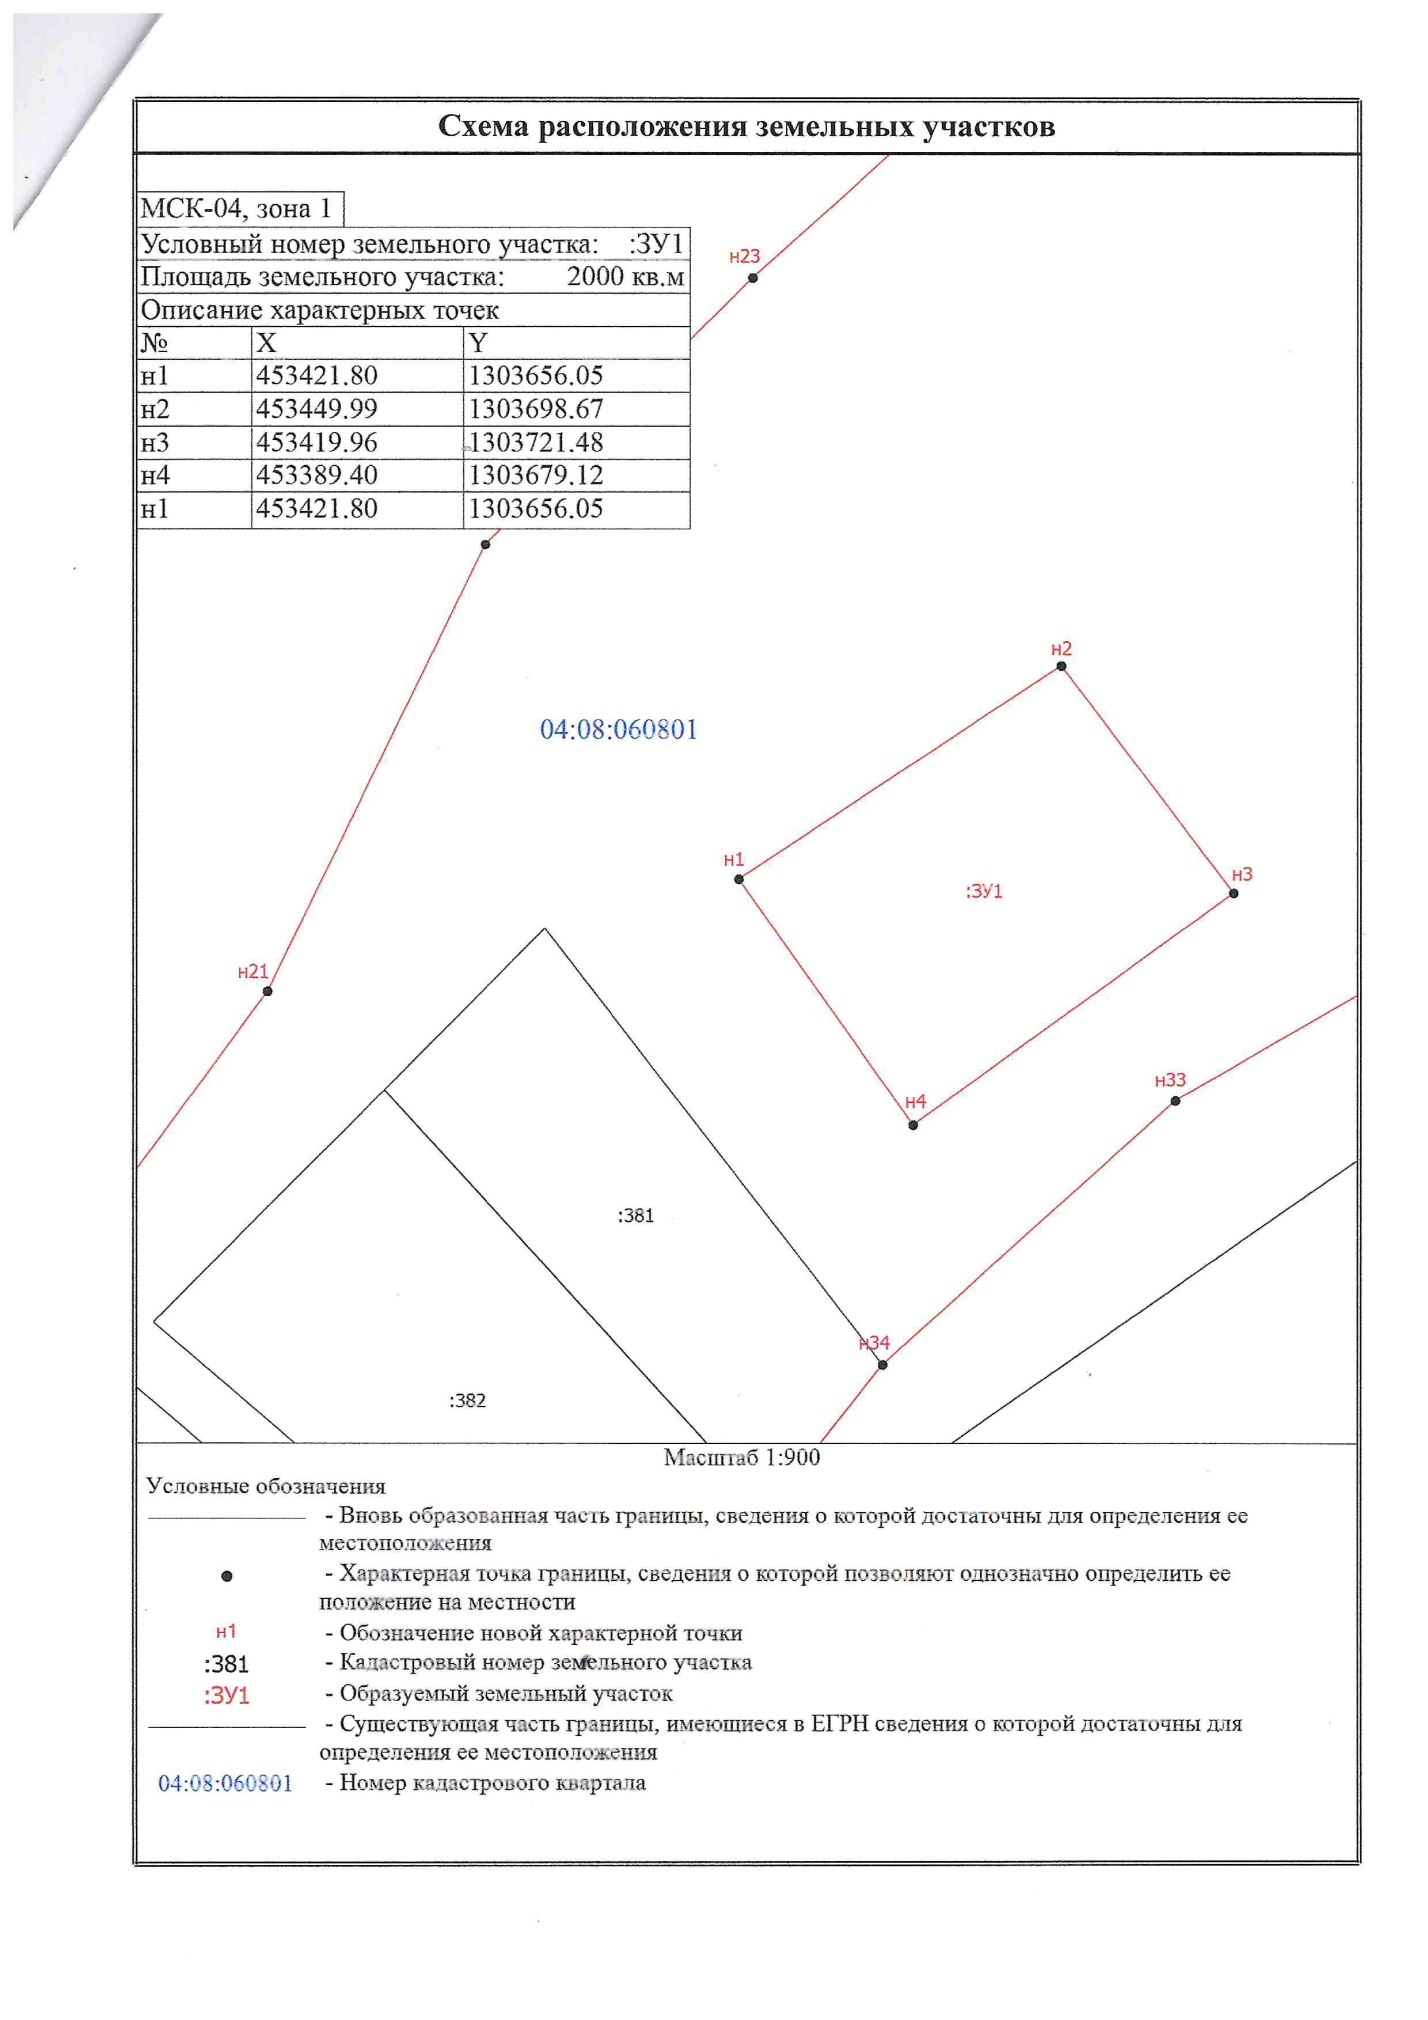 Схема расположения земельных участков
МСК-04, зона 1
Условный номер земельного участка: :ЗУ1
Площадь земельного участка: 2000 кв.м
Описание характерных точек
№ X Y
н1 453421.80 1303656.05
н2 453449.99 1303698.67
н3 453419.96 1303721.48
н4 453389.40 1303679.12
н1 453421.80 1303656.05
н23
н2
04:08:060801
н1
н3
:ЗУ1
н21
н33
н4
:381
н34
:382
Масштаб 1:900
Условные обозначения
- Вновь образованная часть границы, сведения о которой достаточны для определения ее
местоположения
- Характерная точка границы, сведения о которой позволяют однозначно определить ее
положение на местности
н1 - Обозначение новой характерной точки
:381 - Кадастровый номер земельного участка
:ЗУ1 - Образуемый земельный участок
- Существующая часть границы, имеющиеся в ЕГРН сведения о которой достаточны для
определения ее местоположения
04:08:060801 - Номер кадастрового квартала